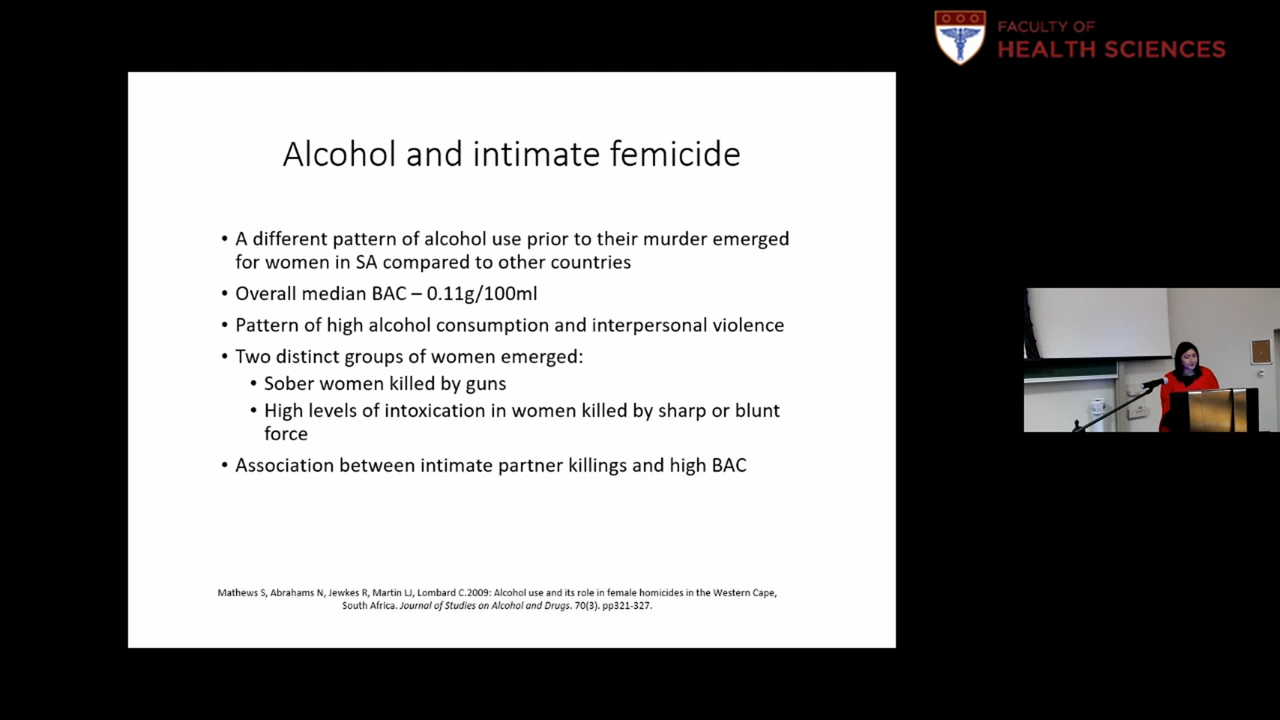 FACULTY OF
HEALTH SCIENCES
Alcohol and intimate femicide
• A different pattern of alcohol use prior to their murder emerged
for women in SA compared to other countries
• Overall median BAC – 0.11g/100ml
• Pattern of high alcohol consumption and interpersonal violence
• Two distinct groups of women emerged:
• Sober women killed by guns
• High levels of intoxication in women killed by sharp or blunt
force
• Association between intimate partner killings and high BAC
Mathews S, Abrahams N, Jewkes R, Martin LJ, Lombard C.2009: Alcohol use and its role in female homicides in the Western Cape,
South Africa. Journal of Studies on Alcohol and Drugs. 70(3). pp321-327.